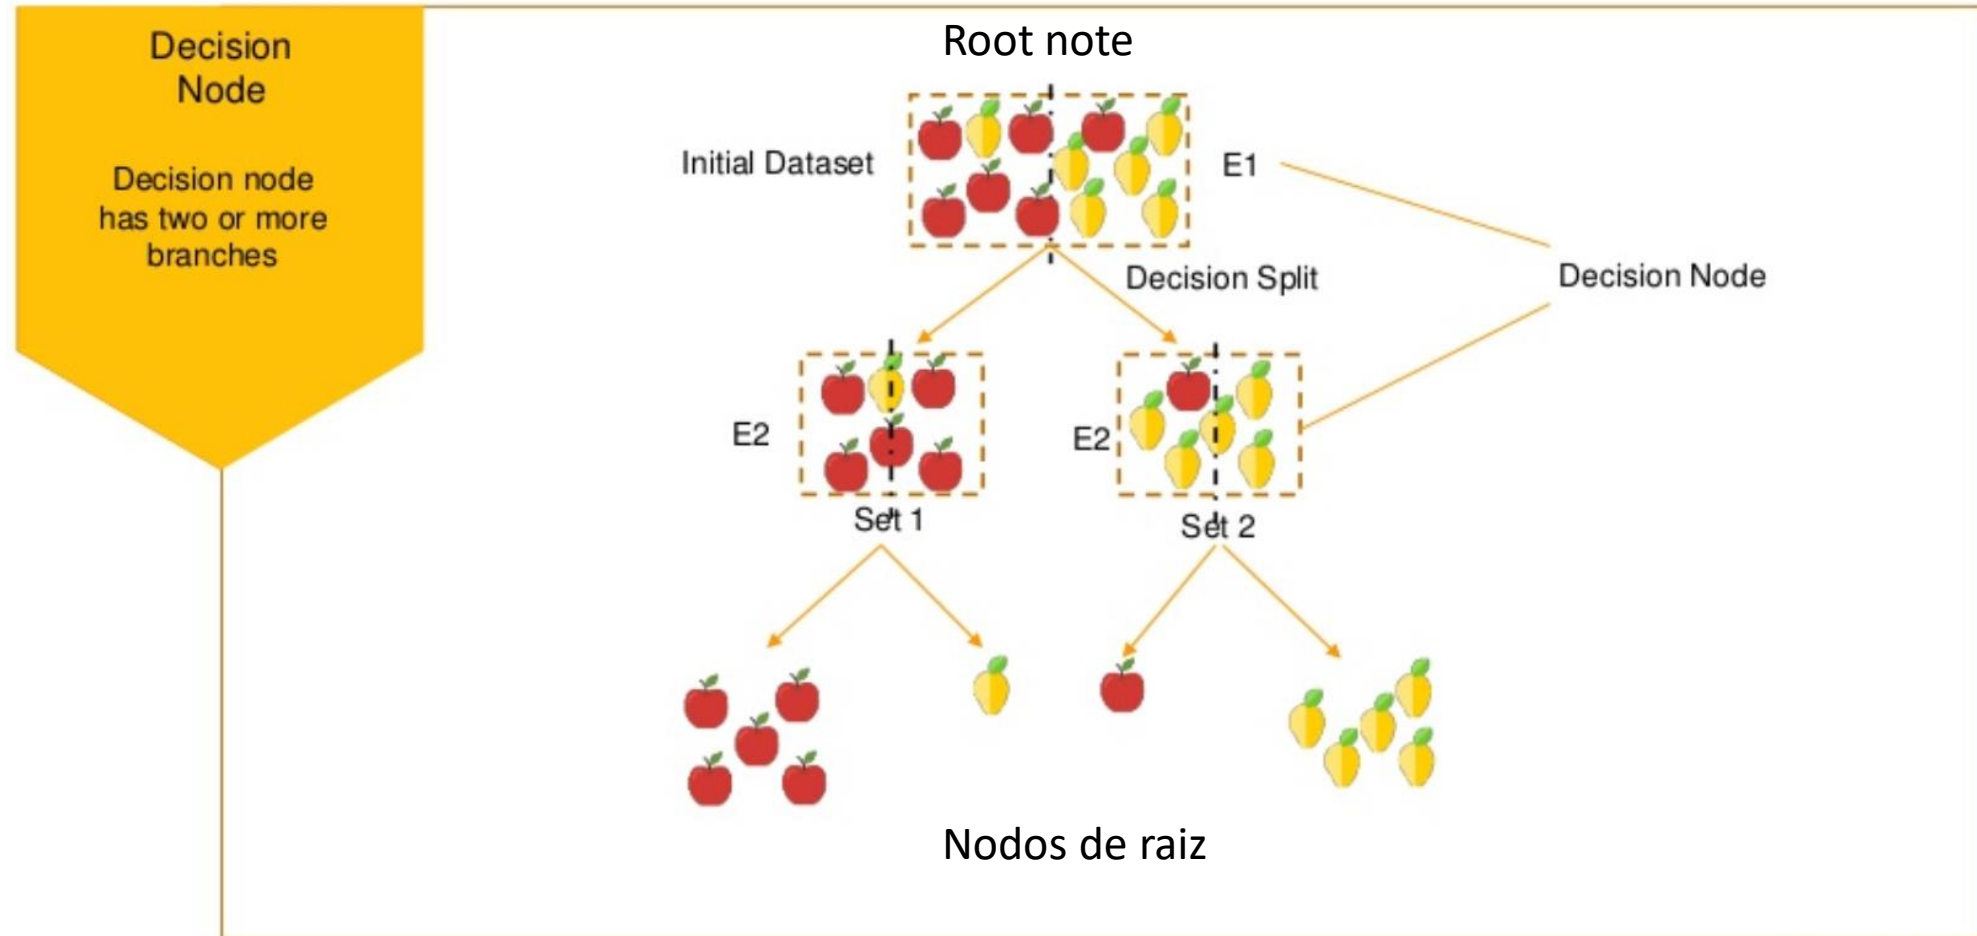 Decision
Node
Decision node
has two or more
branches
Root note
Initial Dataset
E1
Decision Split
Decision Node
E2
E2
Set 1
Set 2
Nodos de raiz